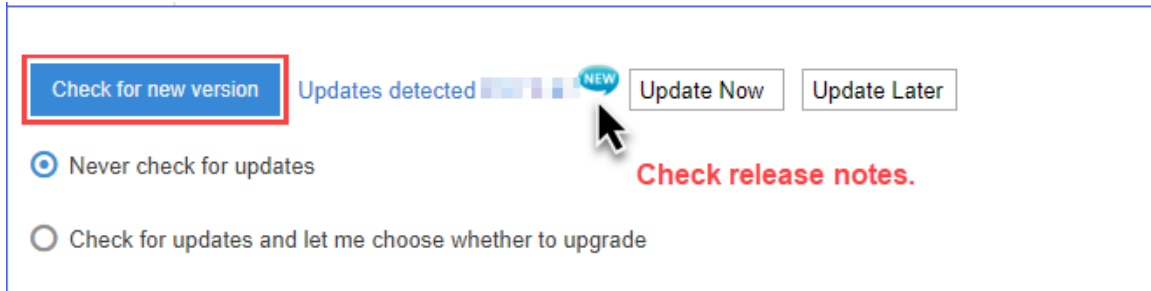 Check for new version Updates detected NEW Update Now Update Later
Never check for updates
Check release notes.
Check for updates and let me choose whether to upgrade